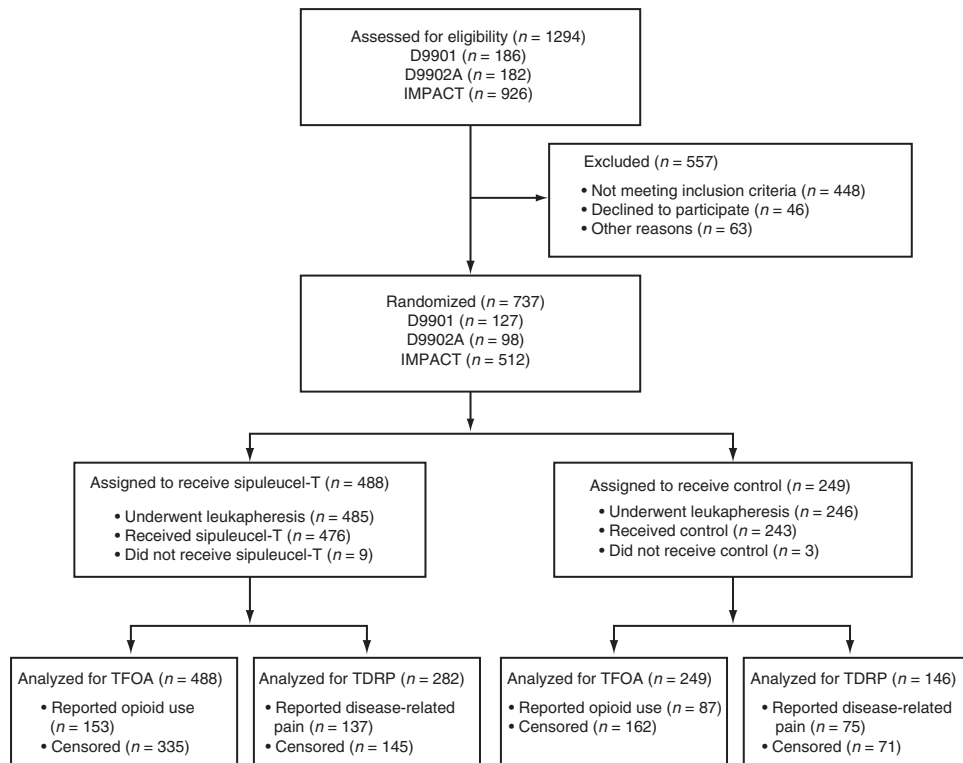 Assessed for eligibility (n = 1294)
D9901 (n = 186)
D9902A (n = 182)
IMPACT (n = 926)
Excluded (n = 557)
• Not meeting inclusion criteria (n = 448)
• Declined to participate (n = 46)
• Other reasons (n = 63)
Randomized (n = 737)
D9901 (n = 127)
D9902A (n = 98)
IMPACT (n = 512)
Assigned to receive sipuleucel-T (n = 488)
• Underwent leukapheresis (n = 485)
• Received sipuleucel-T (n = 476)
• Did not receive sipuleucel-T (n = 9)
Assigned to receive control (n = 249)
• Underwent leukapheresis (n = 246)
• Received control (n = 243)
• Did not receive control (n = 3)
Analyzed for TFOA (n = 488)
• Reported opioid use
(n = 153)
• Censored (n = 335)
Analyzed for TDRP (n = 282)
• Reported disease-related
pain (n = 137)
• Censored (n = 145)
Analyzed for TFOA (n = 249)
• Reported opioid use (n = 87)
• Censored (n = 162)
Analyzed for TDRP (n = 146)
• Reported disease-related
pain (n = 75)
• Censored (n = 71)